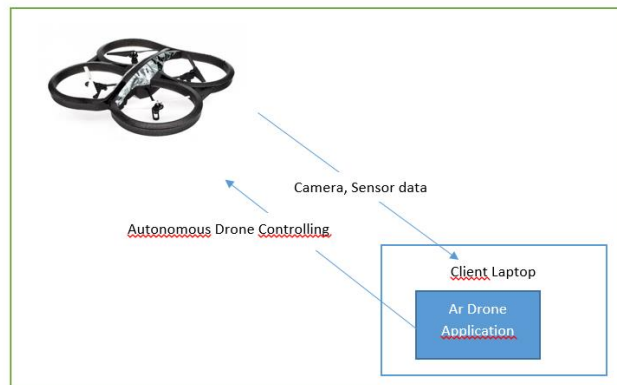 Camera, Sensor data
Autonomous Drone Controlling
Client Laptop
Ar Drone
Application